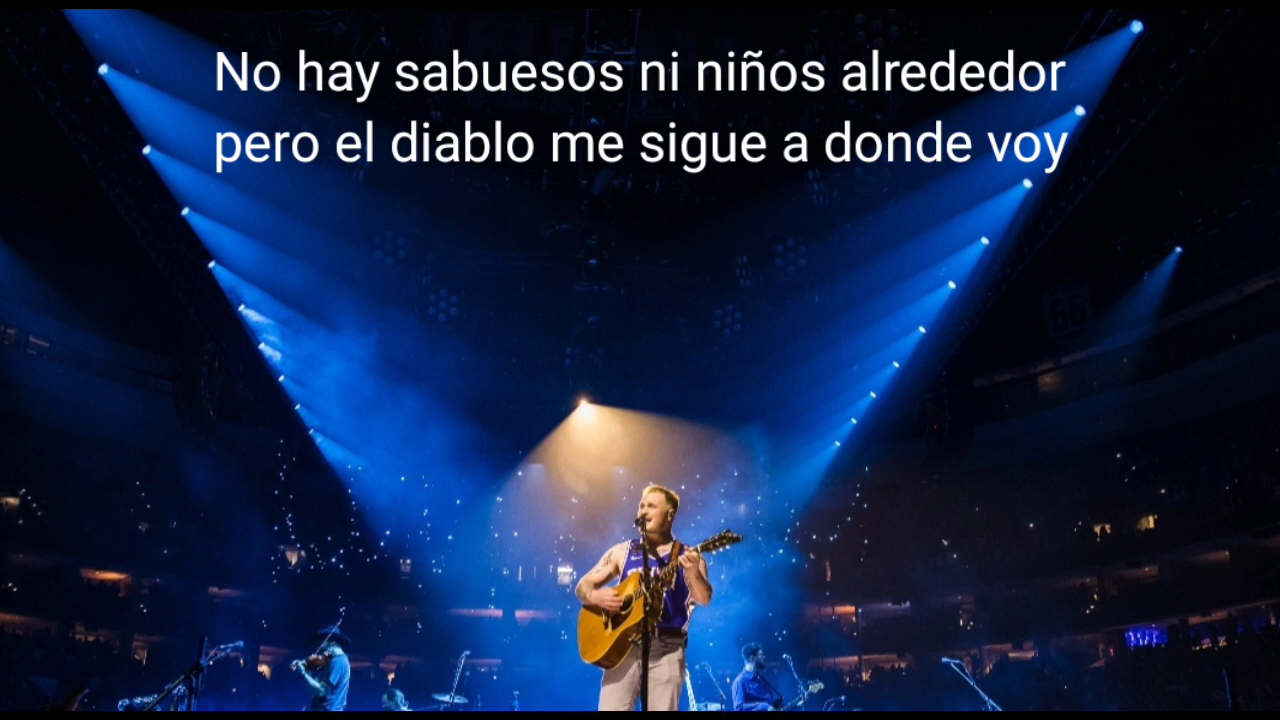 No hay sabuesos ni niños alrededor
pero el diablo me sigue a donde voy